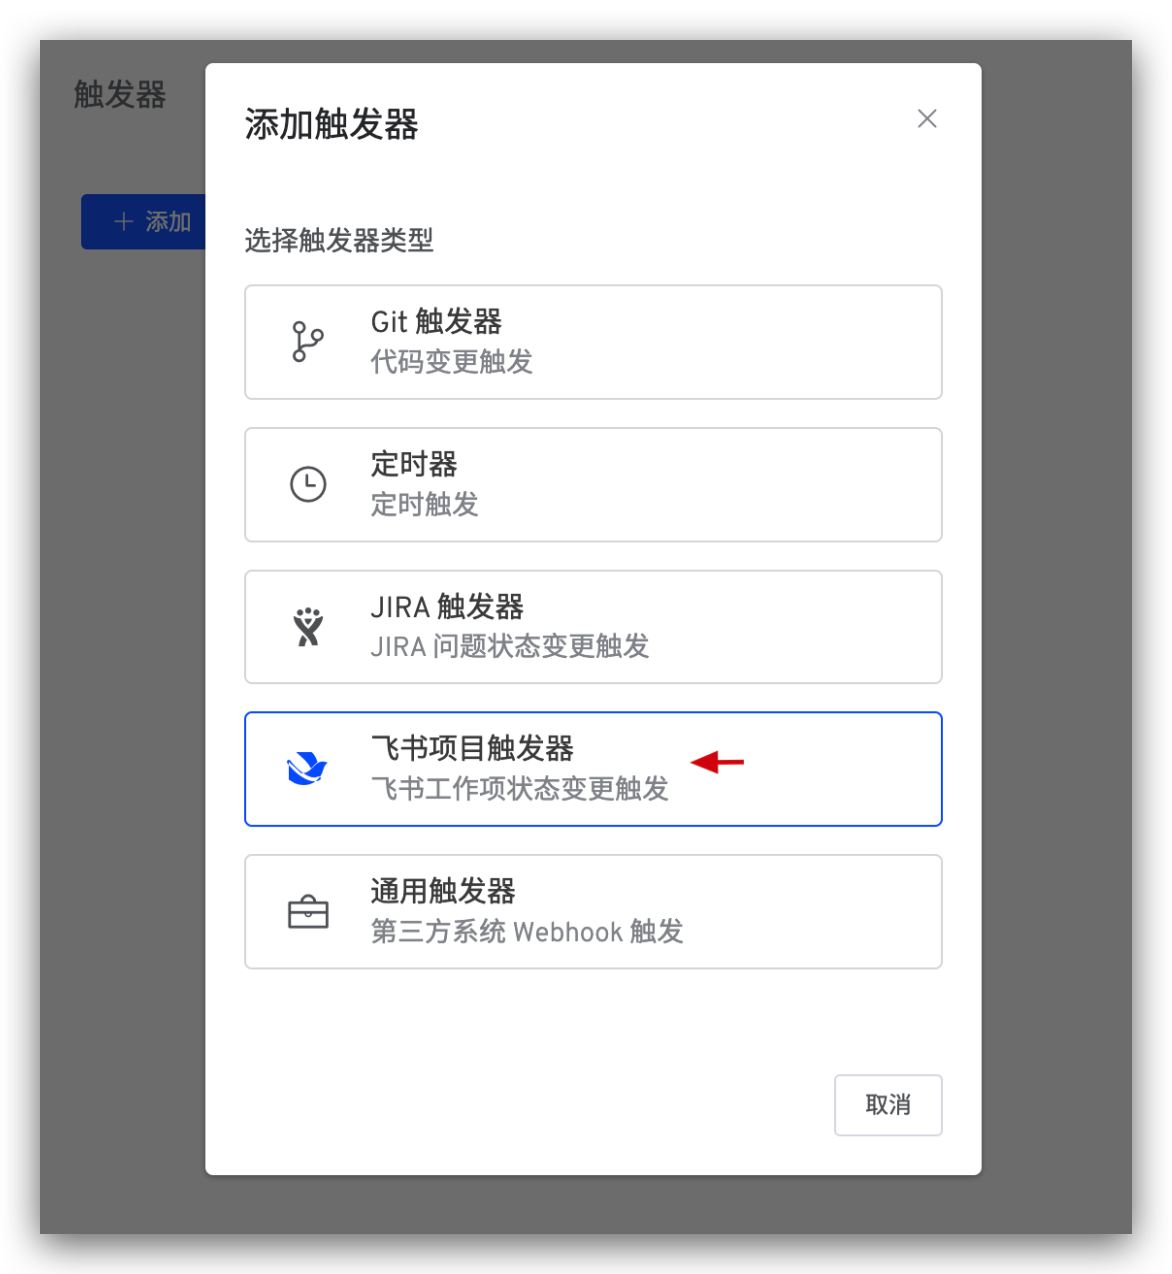 触发器
添加触发器
添加
选择触发器类型
Git 触发器
代码变更触发
定时器
定时触发
JIRA 触发器
JIRA 问题状态变更触发
飞书项目触发器
飞书工作项状态变更触发
通用触发器
第三方系统 Webhook 触发
取消